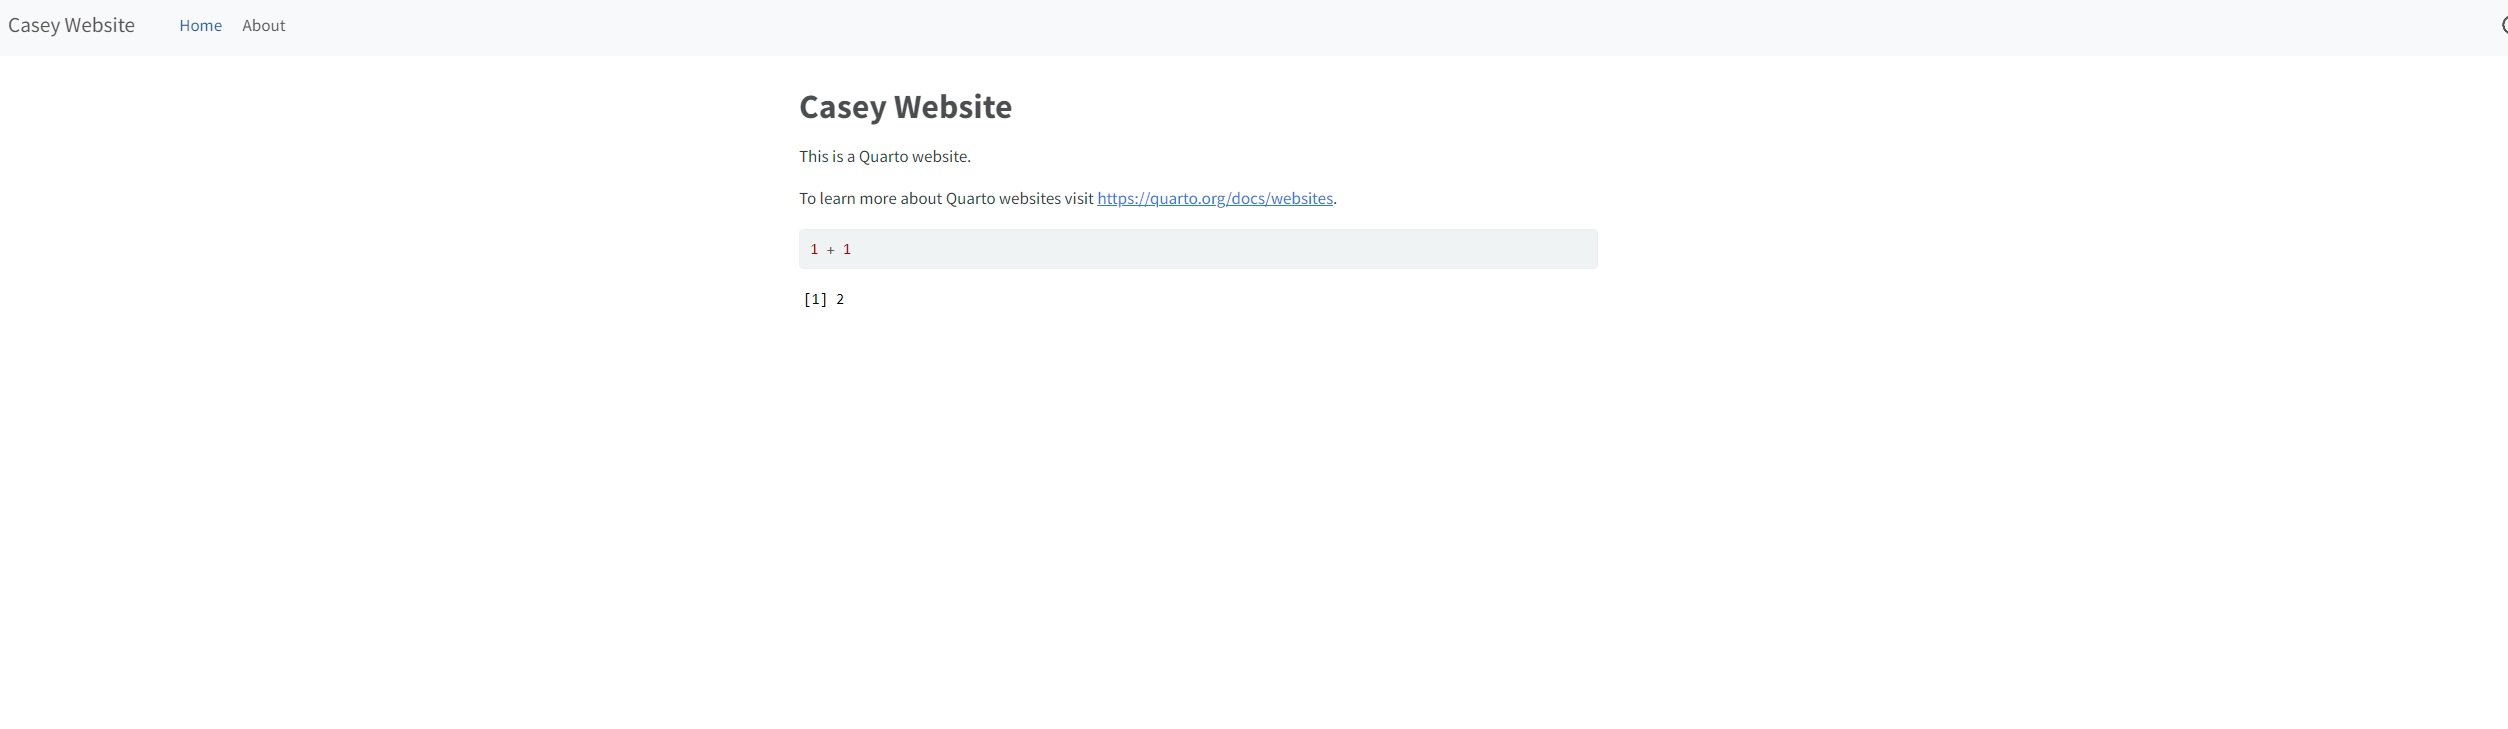 Casey Website Home About
Casey Website
This is a Quarto website.
To learn more about Quarto websites visit https://quarto.org/docs/websites.
1 + 1
[1] 2